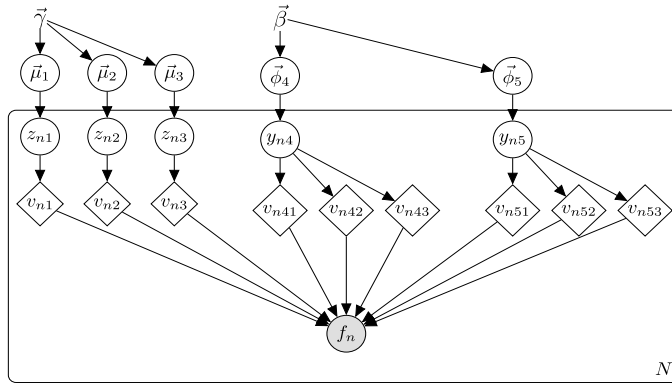 γ⃗ β⃗
μ⃗₁ μ⃗₂ μ⃗₃ ϕ⃗₄ ϕ⃗₅
zₙ₁ zₙ₂ zₙ₃ yₙ₄ yₙ₅
vₙ₁ vₙ₂ vₙ₃ vₙ₄₁ vₙ₄₂ vₙ₄₃ vₙ₅₁ vₙ₅₂ vₙ₅₃
fₙ
N